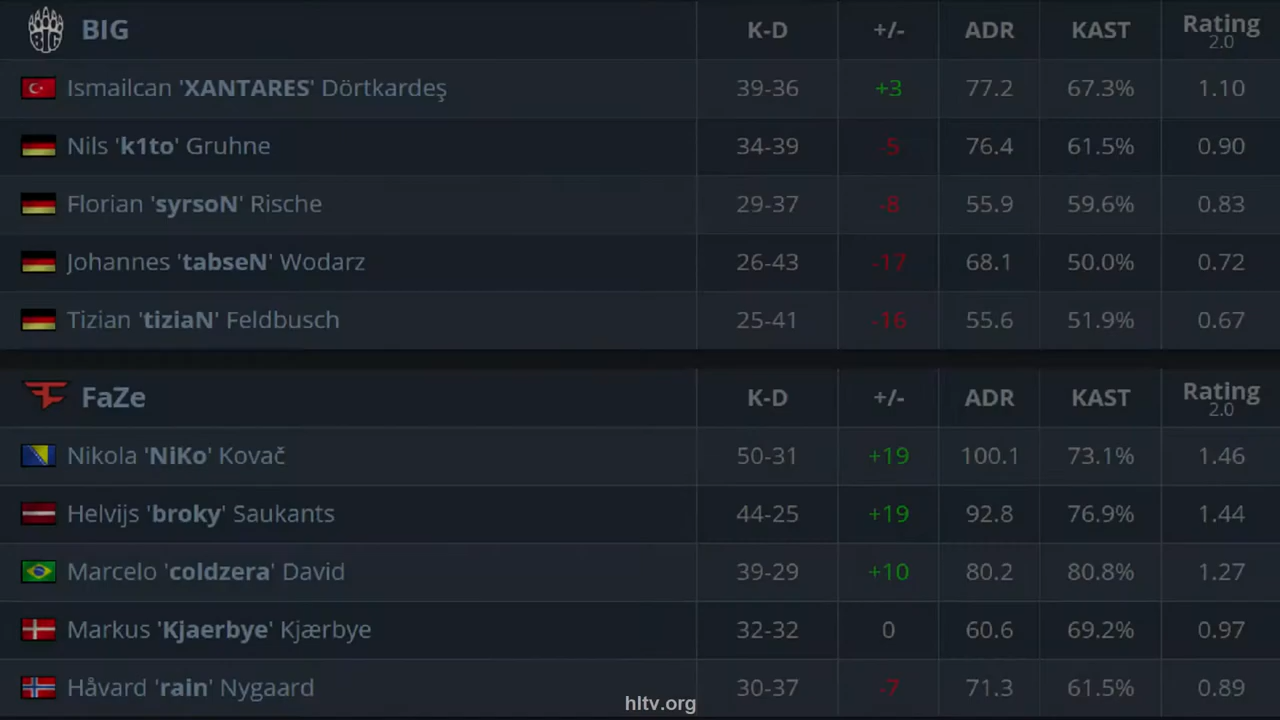 BIG K-D +/- ADR KAST Rating 2.0
Ismailcan 'XANTARES' Dörtkardeş 39-36 +3 77.2 67.3% 1.10
Nils 'k1to' Gruhne 34-39 -5 76.4 61.5% 0.90
Florian 'syrsoN' Rische 29-37 -8 55.9 59.6% 0.83
Johannes 'tabseN' Wodarz 26-43 -17 68.1 50.0% 0.72
Tizian 'tiziaN' Feldbusch 25-41 -16 55.6 51.9% 0.67
FaZe K-D +/- ADR KAST Rating 2.0
Nikola 'NiKo' Kovač 50-31 +19 100.1 73.1% 1.46
Helvijs 'broky' Saukants 44-25 +19 92.8 76.9% 1.44
Marcelo 'coldzera' David 39-29 +10 80.2 80.8% 1.27
Markus 'Kjaerbye' Kjærbye 32-32 0 60.6 69.2% 0.97
Håvard 'rain' Nygaard 30-37 -7 71.3 61.5% 0.89
hltv.org